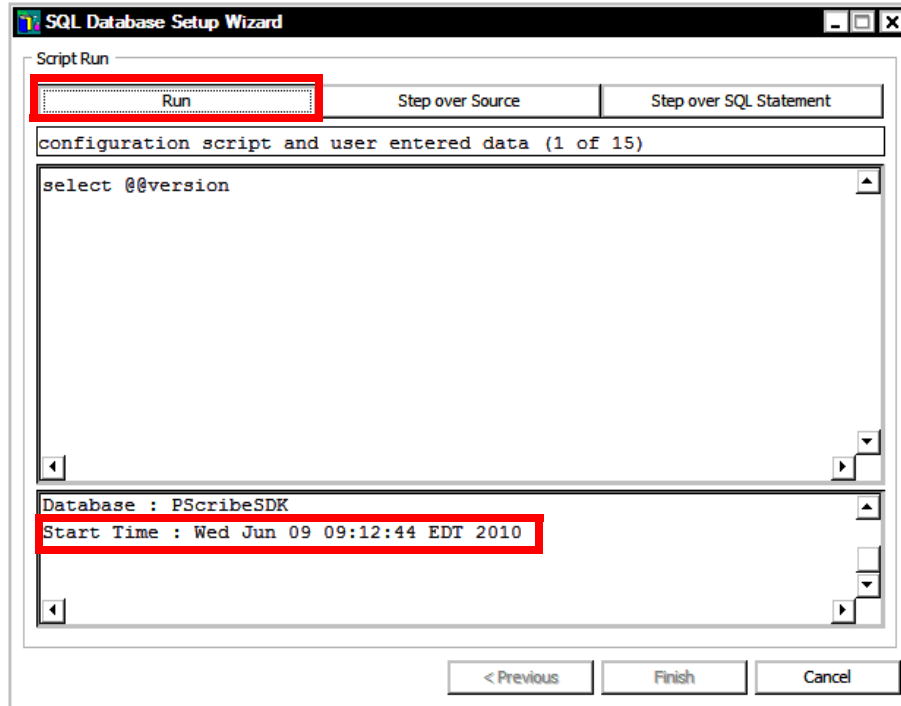 SQL Database Setup Wizard
Script Run
Run Step over Source Step over SQL Statement
configuration script and user entered data (1 of 15)
select @@version
Database : PScribeSDK
Start Time : Wed Jun 09 09:12:44 EDT 2010
< Previous Finish Cancel